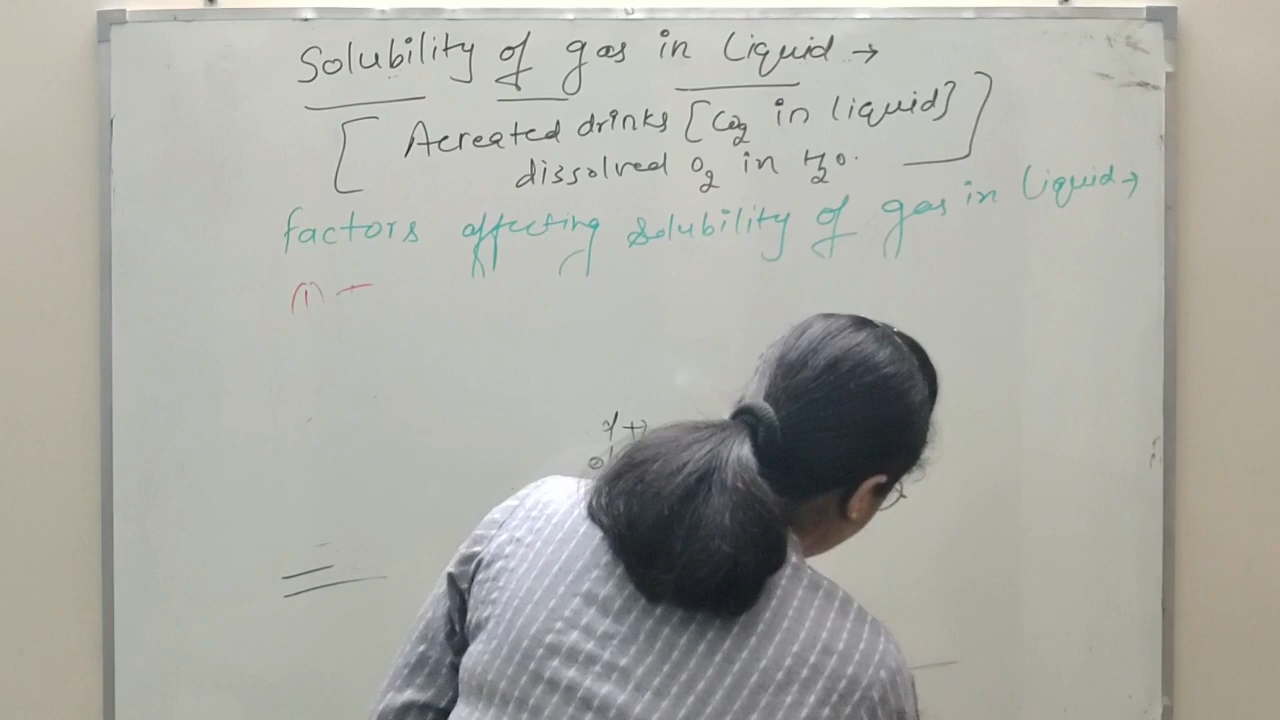 Solubility of gas in Liquid →
[ Aereated drinks [CO2 in liquid]
dissolved O2 in H2O. ]
factors affecting solubility of gas in Liquid →
(1) -